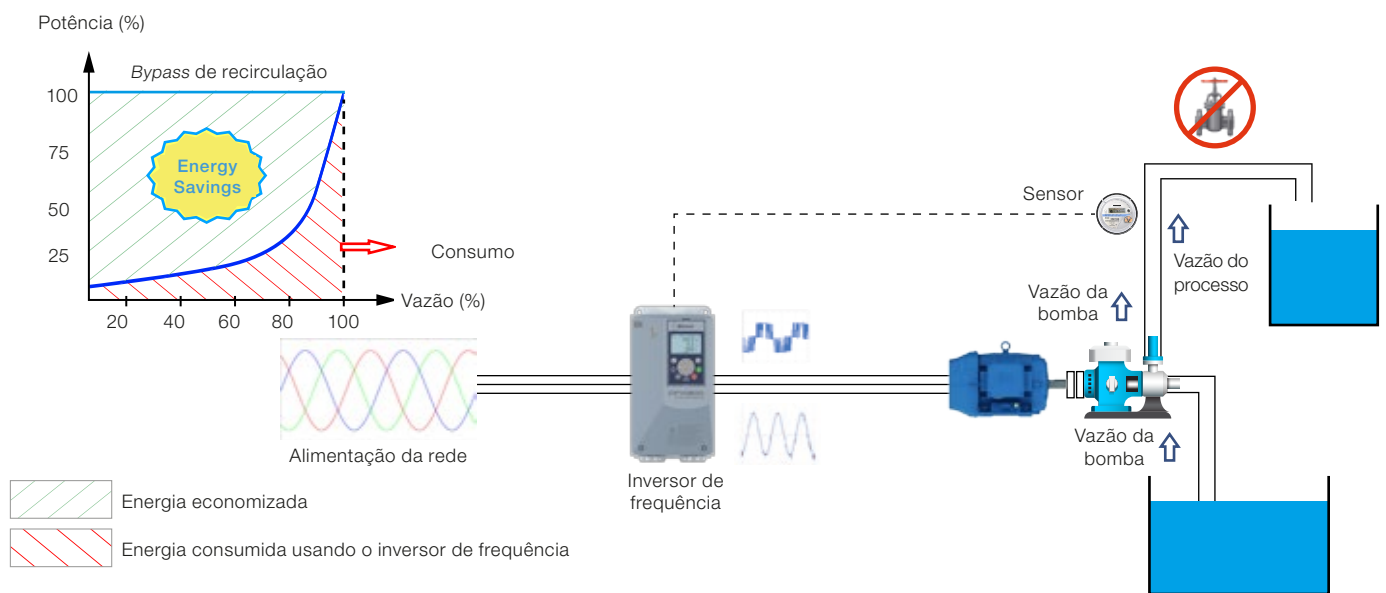 Potência (%)
Bypass de recirculação
100
75
50
25
Energy
Savings
Consumo
Vazão (%)
20 40 60 80 100
Sensor
Vazão do
processo
Vazão da
bomba
Vazão da
bomba
Alimentação da rede
Inversor de
frequência
Energia economizada
Energia consumida usando o inversor de frequência